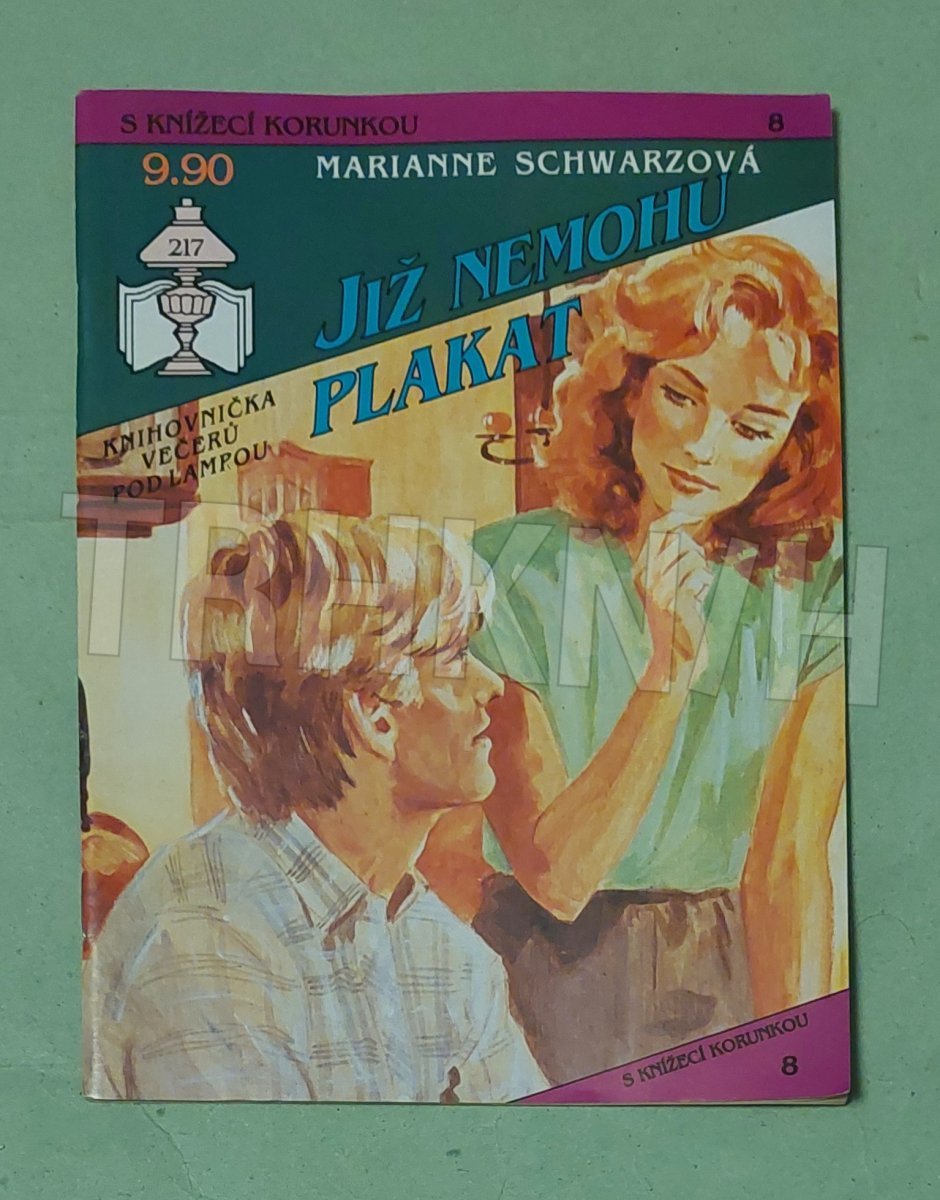 S KNÍŽECÍ KORUNKOU 8
9.90
MARIANNE SCHWARZOVÁ
217
JIŽ NEMOHU
PLAKAT
KNIHOVNIČKA
VEČERŮ
POD LAMPOU
TRHKNIH
S KNÍŽECÍ KORUNKOU
8